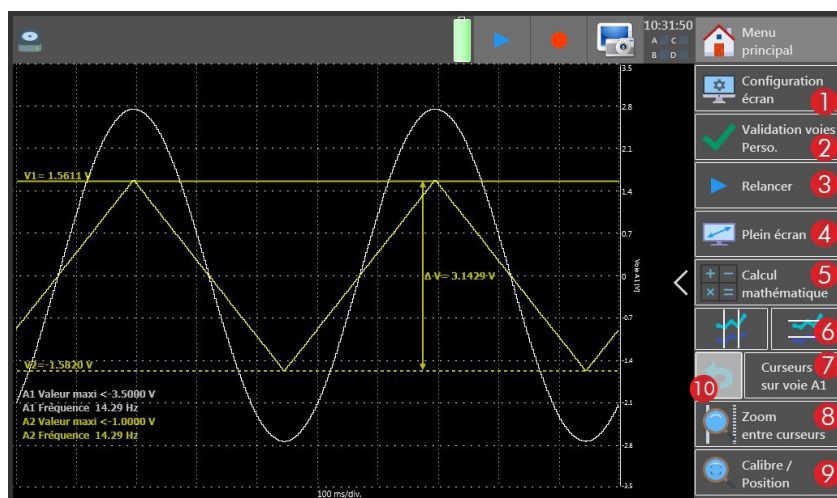 10:31:50
A C
B D
Menu
principal
Configuration
écran
1
Validation voies
Perso.
2
Relancer
3
Plein écran
4
Calcul
mathématique
5
6
Curseurs
sur voie A1
7
10
Zoom
entre curseurs
8
Calibre /
Position
9
3.5
2.8
2.1
1.4
0.7
0
-0.7
-1.4
-2.1
-2.8
-3.5
Voie A1 [V]
V1= 1.5611 V
Δ V= 3.1429 V
V2=-1.5820 V
A1 Valeur maxi <-3.5000 V
A1 Fréquence 14.29 Hz
A2 Valeur maxi <-1.0000 V
A2 Fréquence 14.29 Hz
100 ms/div.